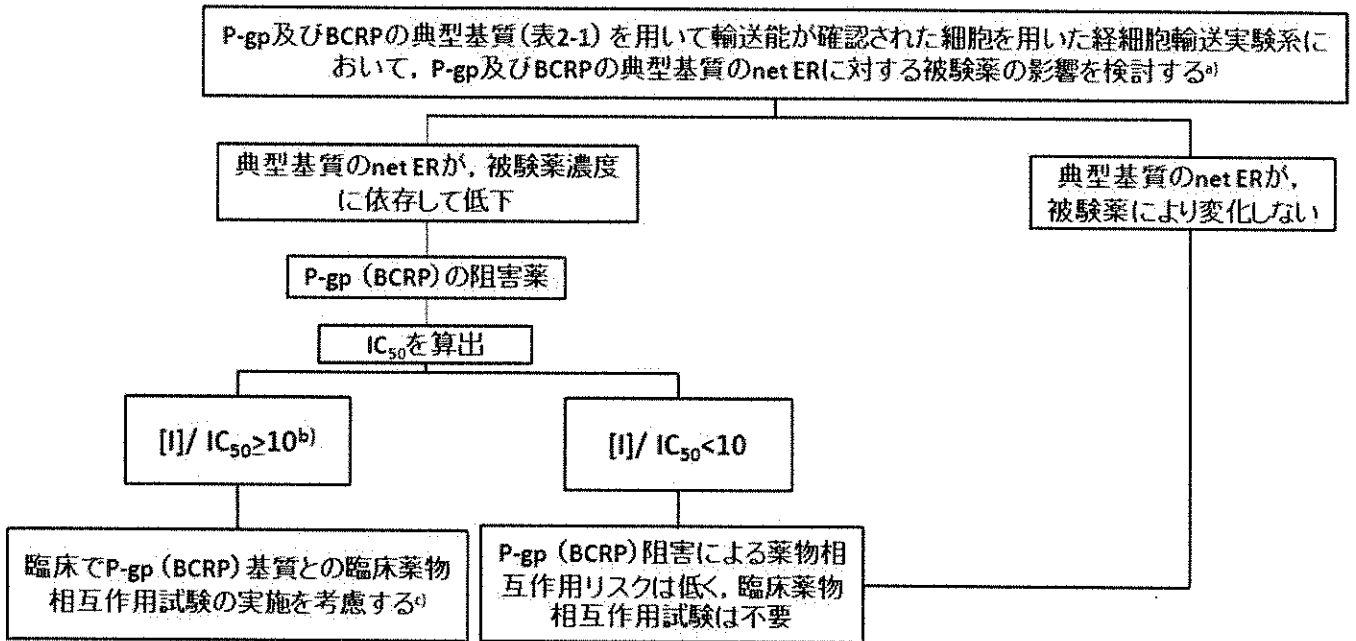 P-gp及びBCRPの典型基質(表2-1)を用いて輸送能が確認された細胞を用いた経細胞輸送実験系に
おいて,P-gp及びBCRPの典型基質のnet ERに対する被験薬の影響を検討するa)
典型基質のnet ERが,被験薬濃度
に依存して低下
典型基質のnet ERが,
被験薬により変化しない
P-gp (BCRP)の阻害薬
IC50を算出
[I]/ IC50≥10b)
[I]/ IC50<10
臨床でP-gp (BCRP)基質との臨床薬物
相互作用試験の実施を考慮するc)
P-gp (BCRP)阻害による薬物相
互作用リスクは低く,臨床薬物
相互作用試験は不要